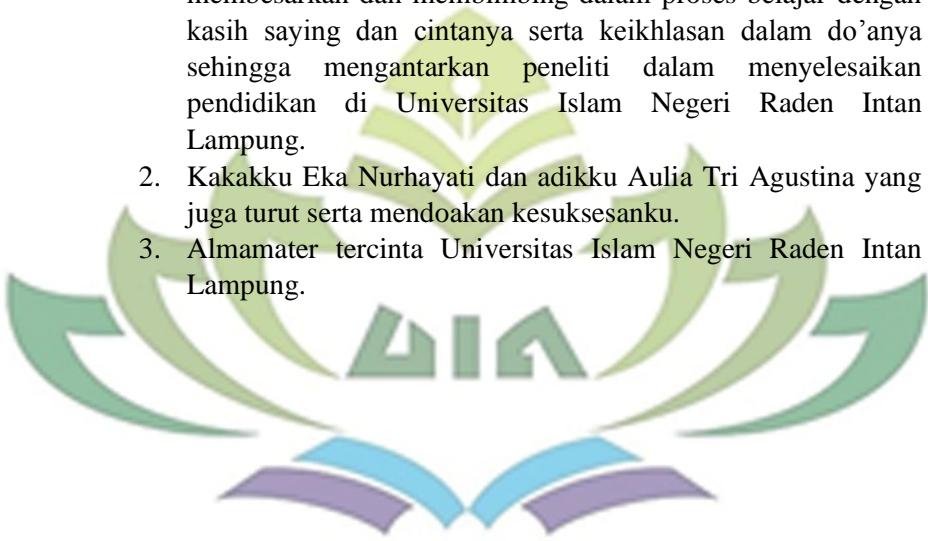 membesarkan dan membimbing dalam proses belajar dengan
kasih saying dan cintanya serta keikhlasan dalam do’anya
sehingga mengantarkan peneliti dalam menyelesaikan
pendidikan di Universitas Islam Negeri Raden Intan
Lampung.
2. Kakakku Eka Nurhayati dan adikku Aulia Tri Agustina yang
juga turut serta mendoakan kesuksesanku.
3. Almamater tercinta Universitas Islam Negeri Raden Intan
Lampung.
UIN